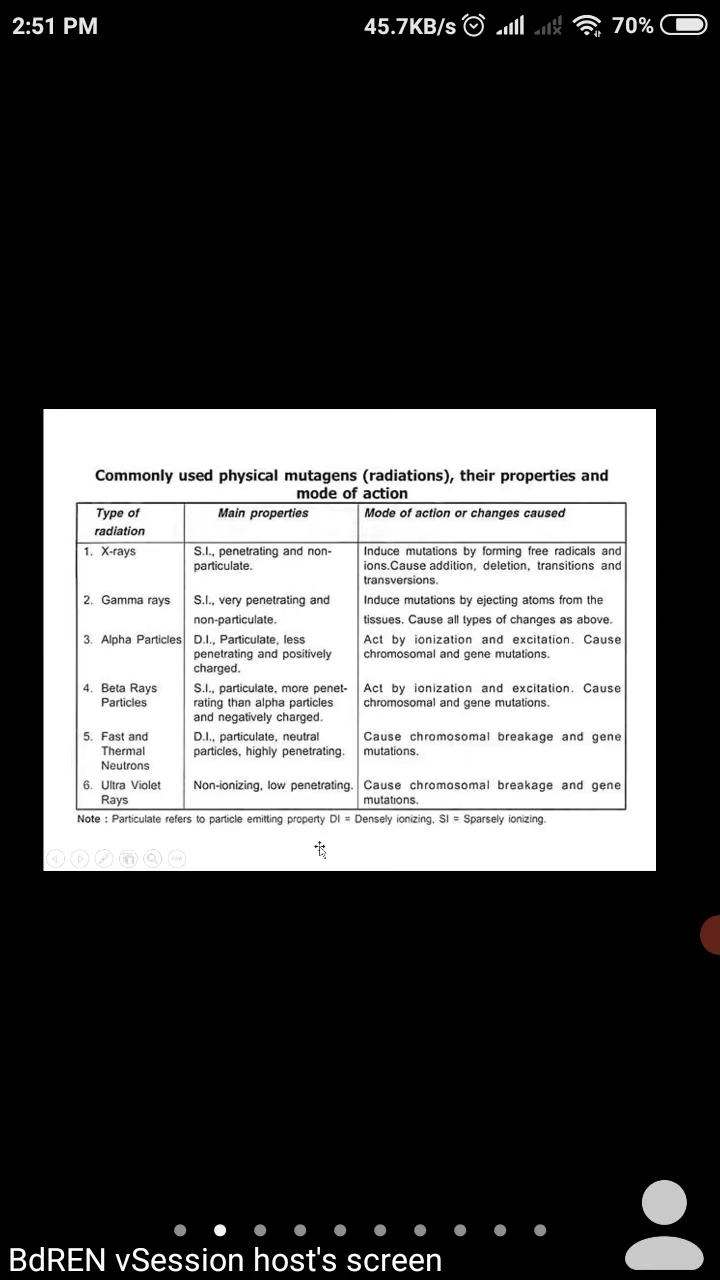 2:51 PM 45.7KB/s 70%
Commonly used physical mutagens (radiations), their properties and
mode of action
Type of
radiation
Main properties
Mode of action or changes caused
1. X-rays
S.I., penetrating and non-
particulate.
Induce mutations by forming free radicals and
ions.Cause addition, deletion, transitions and
transversions.
2. Gamma rays
S.I., very penetrating and
non-particulate.
Induce mutations by ejecting atoms from the
tissues. Cause all types of changes as above.
3. Alpha Particles
D.I., Particulate, less
penetrating and positively
charged.
Act by ionization and excitation. Cause
chromosomal and gene mutations.
4. Beta Rays
Particles
S.I., particulate, more penet-
rating than alpha particles
and negatively charged.
Act by ionization and excitation. Cause
chromosomal and gene mutations.
5. Fast and
Thermal
Neutrons
D.I., particulate, neutral
particles, highly penetrating.
Cause chromosomal breakage and gene
mutations.
6. Ultra Violet
Rays
Non-ionizing, low penetrating.
Cause chromosomal breakage and gene
mutations.
Note : Particulate refers to particle emitting property DI = Densely ionizing, SI = Sparsely ionizing.
BdREN vSession host's screen